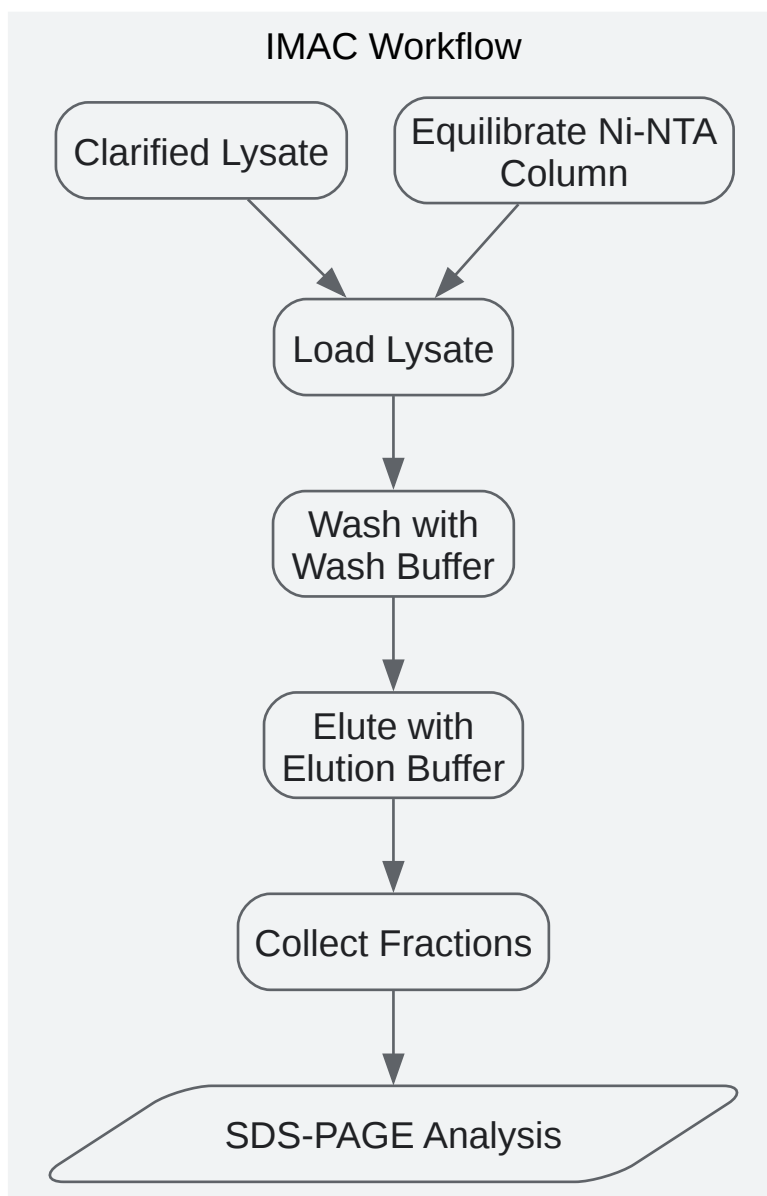 IMAC Workflow
Clarified Lysate
Equilibrate Ni-NTA
Column
Load Lysate
Wash with
Wash Buffer
Elute with
Elution Buffer
Collect Fractions
SDS-PAGE Analysis